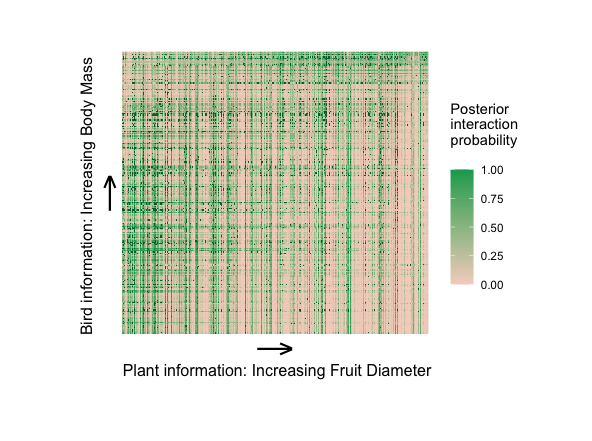 Bird information: Increasing Body Mass
Posterior
interaction
probability
1.00
0.75
0.50
0.25
0.00
Plant information: Increasing Fruit Diameter